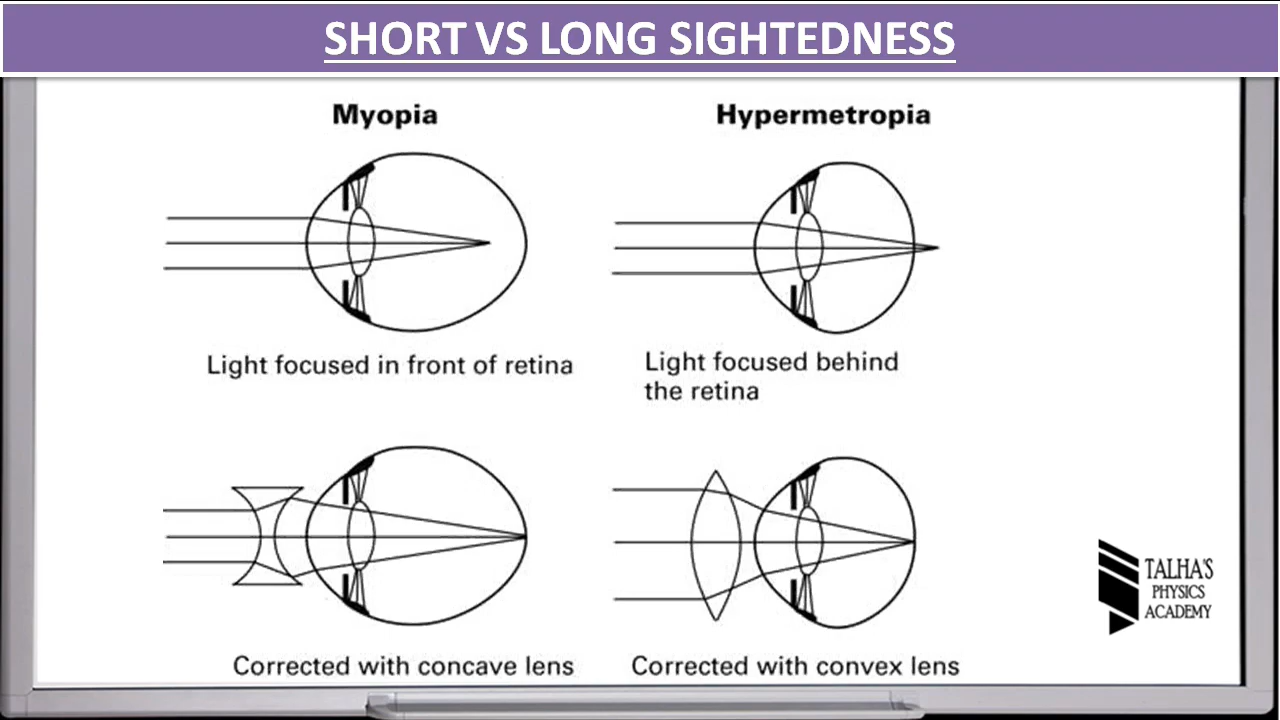 SHORT VS LONG SIGHTEDNESS
Myopia
Hypermetropia
Light focused in front of retina
Light focused behind
the retina
Corrected with concave lens
Corrected with convex lens
TALHA'S
PHYSICS
ACADEMY